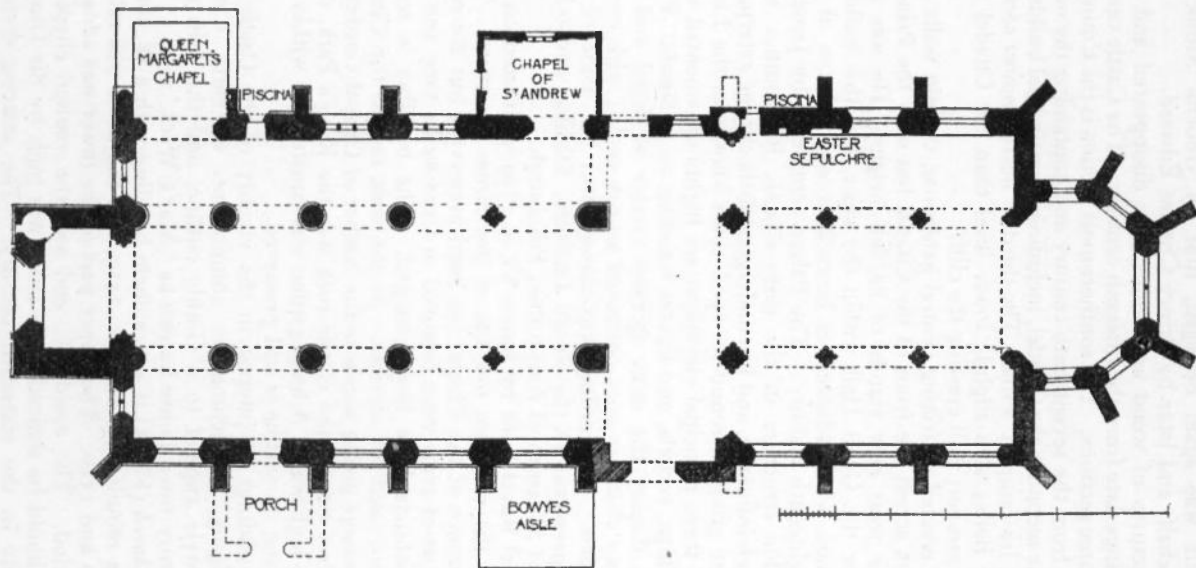 QUEEN
MARGARET'S
CHAPEL
PISCINA
CHAPEL
OF
ST ANDREW
PISCINA
EASTER
SEPULCHRE
PORCH
BOWYES
AISLE